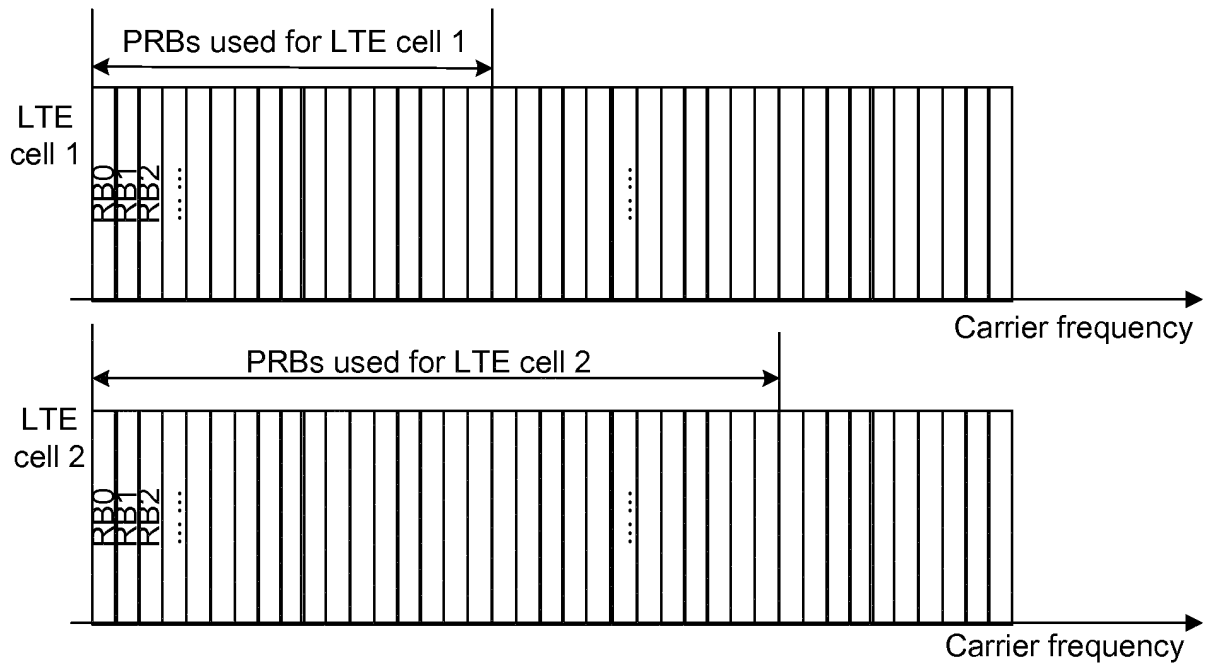 PRBs used for LTE cell 1
LTE
cell 1
RB0
RB1
RB2
......
......
Carrier frequency
PRBs used for LTE cell 2
LTE
cell 2
RB0
RB1
RB2
......
......
Carrier frequency